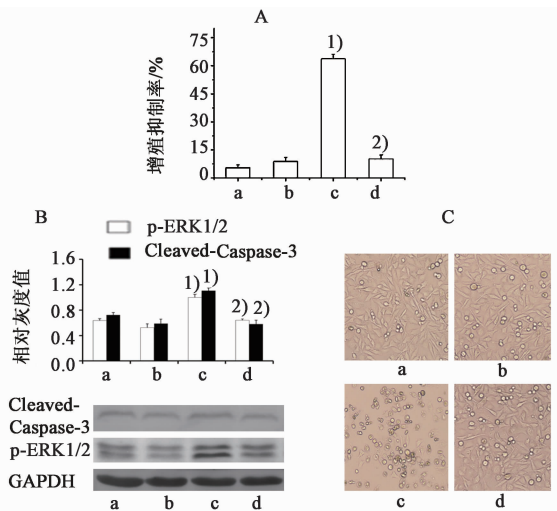 A
增殖抑制率/%
75
60
45
30
15
0
1)
2)
a b c d
B
p-ERK1/2
Cleaved-Caspase-3
相对灰度值
1.6
1.2
0.8
0.4
0.0
1) 1)
2) 2)
a b c d
Cleaved-
Caspase-3
p-ERK1/2
GAPDH
a b c d
C
a b
c d